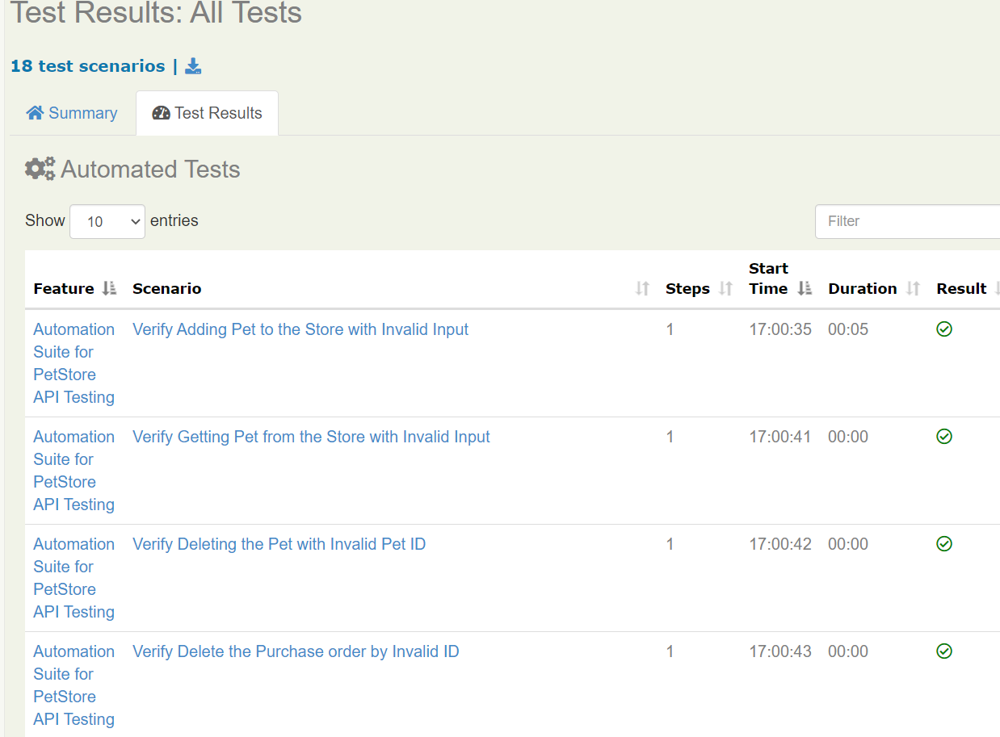 Test Results: All Tests
18 test scenarios |
Summary
Test Results
Automated Tests
Show 10 entries
Filter
Feature Scenario Steps Start Time Duration Result
Automation Suite for PetStore API Testing Verify Adding Pet to the Store with Invalid Input 1 17:00:35 00:05
Automation Suite for PetStore API Testing Verify Getting Pet from the Store with Invalid Input 1 17:00:41 00:00
Automation Suite for PetStore API Testing Verify Deleting the Pet with Invalid Pet ID 1 17:00:42 00:00
Automation Suite for PetStore API Testing Verify Delete the Purchase order by Invalid ID 1 17:00:43 00:00